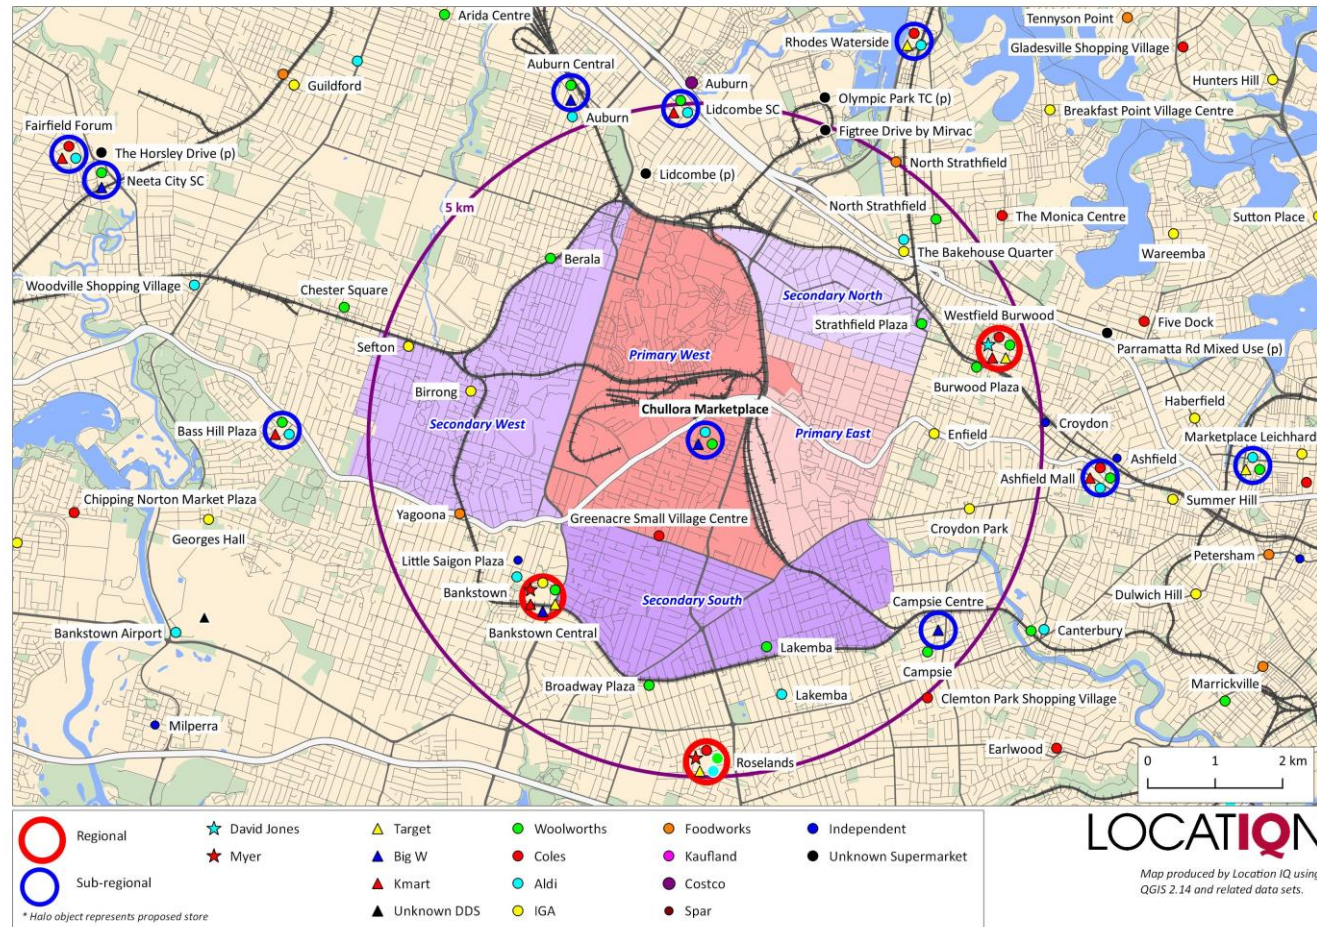 Arida Centre
Tennyson Point
Rhodes Waterside
Gladesville Shopping Village
Auburn Central
Guildford
Auburn
Hunters Hill
Olympic Park TC (p)
Breakfast Point Village Centre
Auburn
Lidcombe SC
Fairfield Forum
Figtree Drive by Mirvac
The Horsley Drive (p)
North Strathfield
Neeta City SC
Lidcombe (p)
5 km
North Strathfield
The Monica Centre
Sutton Place
The Bakehouse Quarter
Wareemba
Berala
Woodville Shopping Village
Chester Square
Secondary North
Westfield Burwood
Strathfield Plaza
Five Dock
Sefton
Primary West
Parramatta Rd Mixed Use (p)
Birrong
Burwood Plaza
Chullora Marketplace
Haberfield
Secondary West
Primary East
Croydon
Bass Hill Plaza
Enfield
Marketplace Leichhard
Ashfield
Ashfield Mall
Chipping Norton Market Plaza
Summer Hill
Yagoona
Greenacre Small Village Centre
Croydon Park
Georges Hall
Little Saigon Plaza
Petersham
Bankstown
Secondary South
Campsie Centre
Dulwich Hill
Bankstown Airport
Bankstown Central
Canterbury
Lakemba
Campsie
Broadway Plaza
Lakemba
Clemton Park Shopping Village
Marrickville
Milperra
Earlwood
Roselands
0 1 2 km
Regional
Sub-regional
* Halo object represents proposed store
David Jones
Myer
Target
Big W
Kmart
Unknown DDS
Woolworths
Coles
Aldi
IGA
Foodworks
Kaufland
Costco
Spar
Independent
Unknown Supermarket
LOCATIQN
Map produced by Location IQ using
QGIS 2.14 and related data sets.